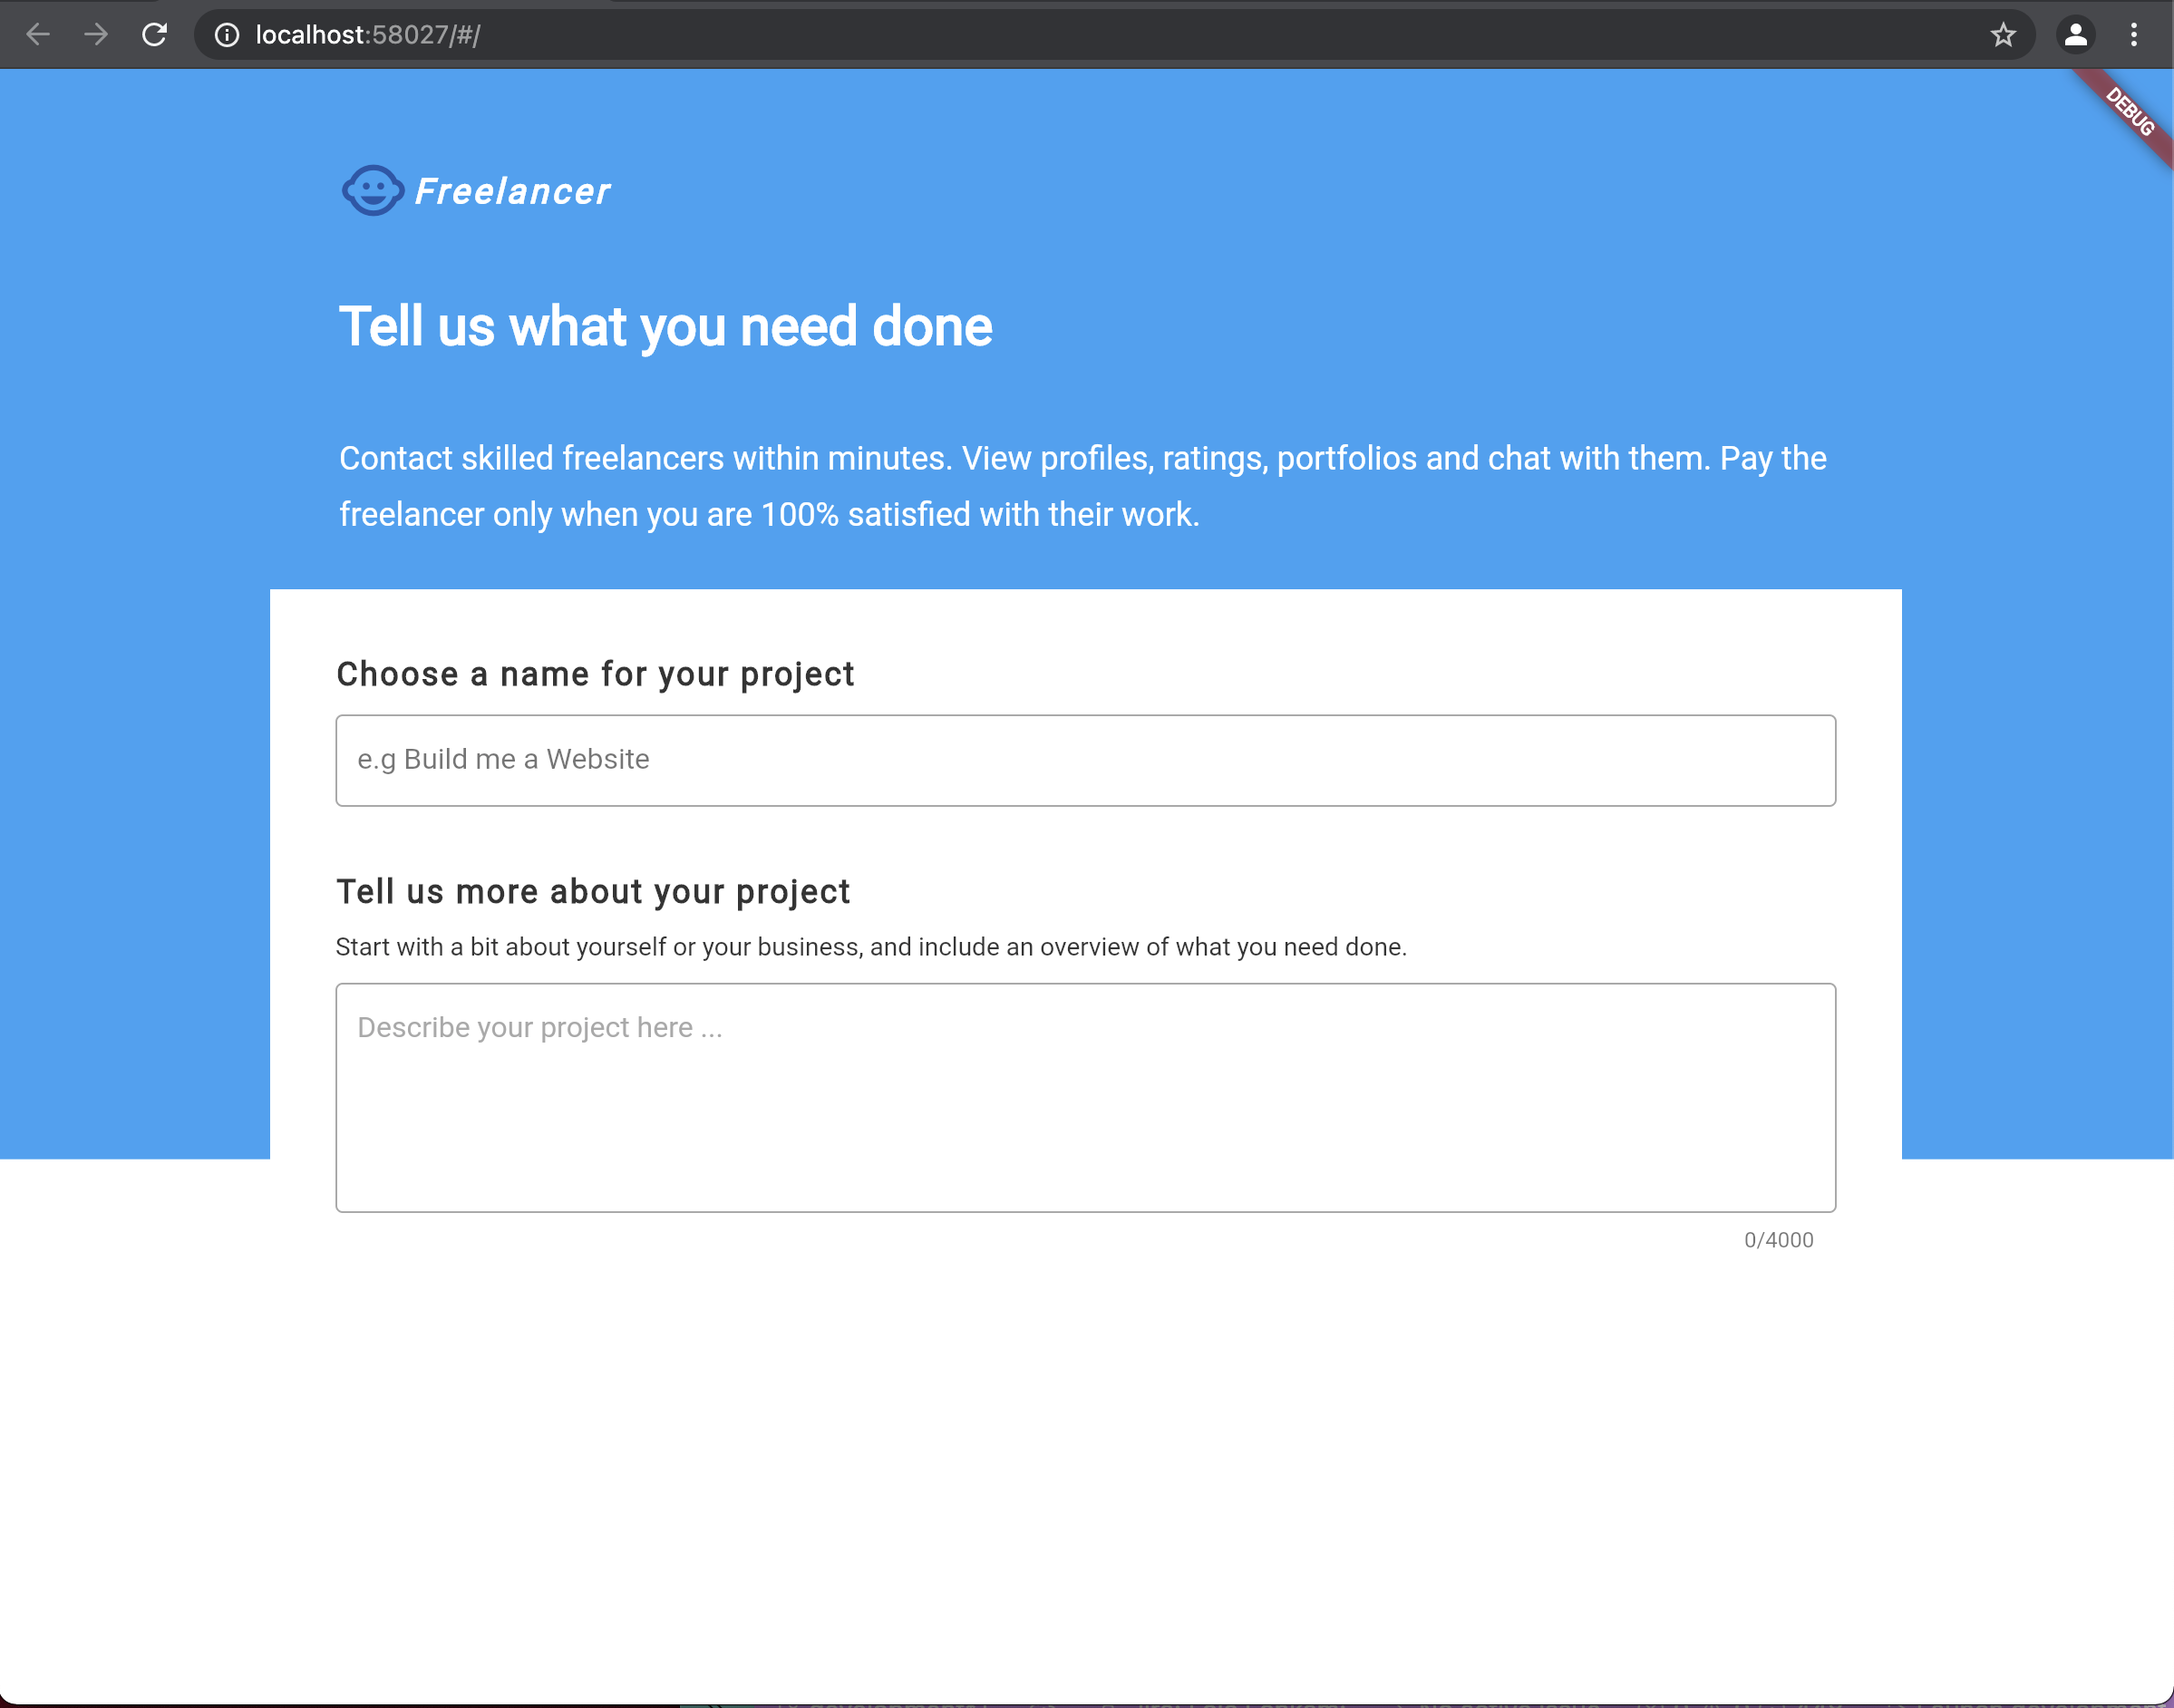 localhost:58027/#/
DEBUG
Freelancer
Tell us what you need done
Contact skilled freelancers within minutes. View profiles, ratings, portfolios and chat with them. Pay the
freelancer only when you are 100% satisfied with their work.
Choose a name for your project
e.g Build me a Website
Tell us more about your project
Start with a bit about yourself or your business, and include an overview of what you need done.
Describe your project here ...
0/4000